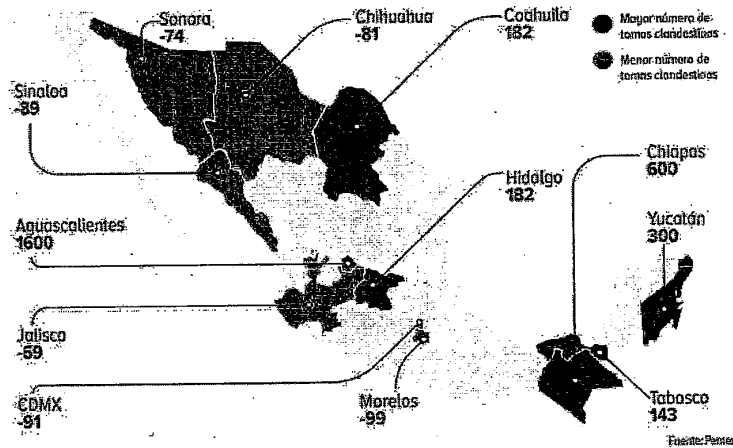 Sonora
-74
Chihuahua
-81
Coahuila
182
Mayor número de
tomas clandestinas
Menor número de
tomas clandestinas
Sinaloa
-89
Chiapas
600
Hidalgo
182
Yucatán
300
Aguascalientes
1600
Jalisco
-59
CDMX
-91
Morelos
-99
Tabasco
143
Fuente: Pemex